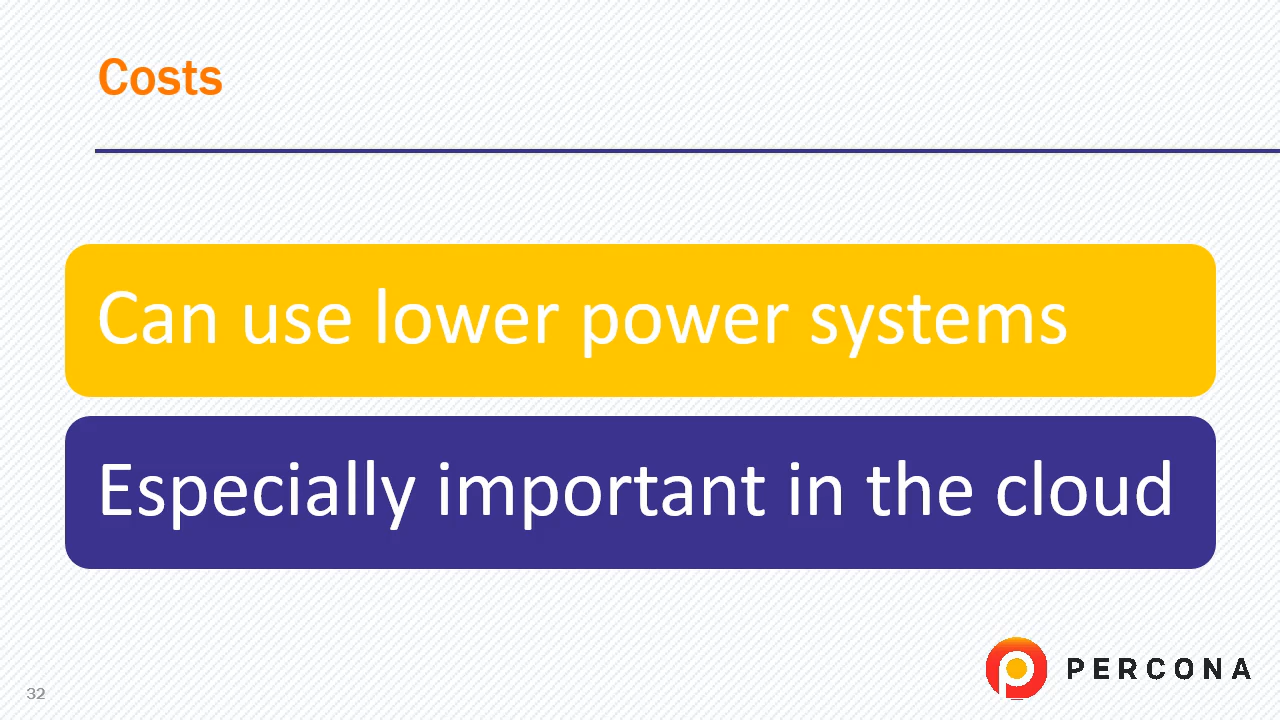 Costs
Can use lower power systems
Especially important in the cloud
32
PERCONA